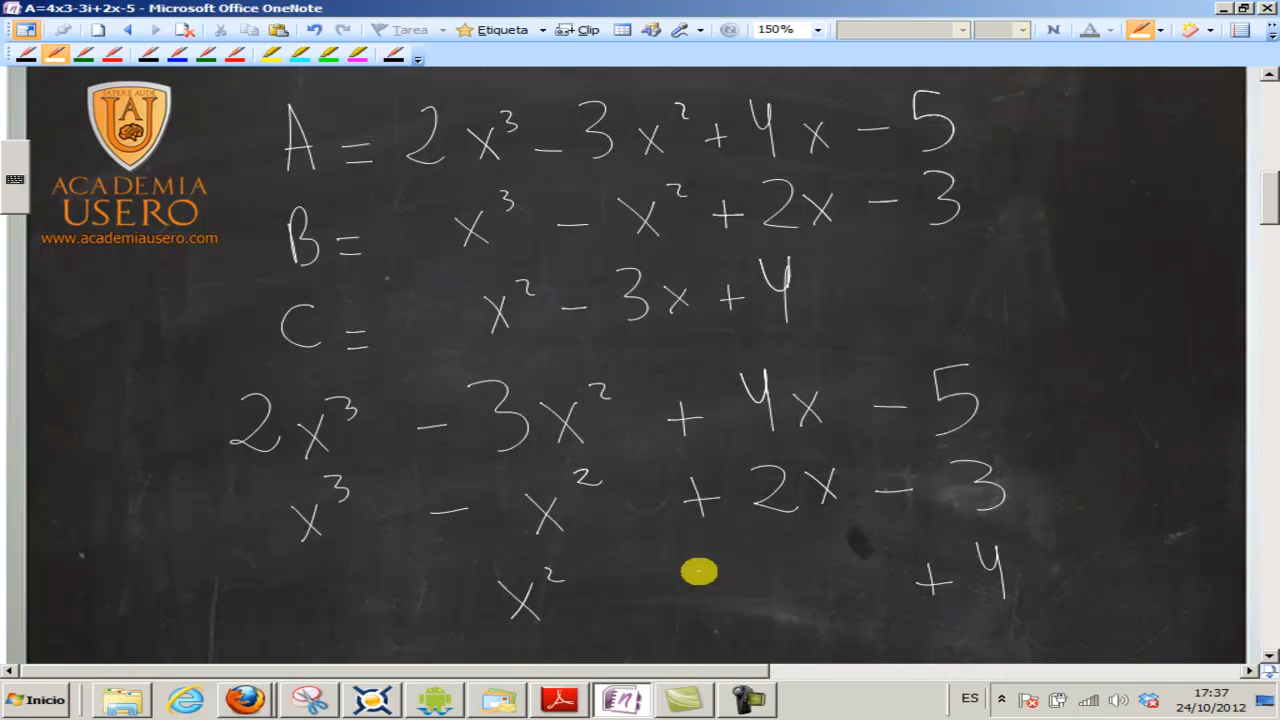 A=4x3-3i+2x-5 - Microsoft Office OneNote
Tarea Etiqueta Clip 150% N A
SAPERE AUDE
UA
ACADEMIA
USERO
www.academiausero.com
A = 2x³ - 3x² + 4x - 5
B = x³ - x² + 2x - 3
C = x² - 3x + 4
2x³ - 3x² + 4x - 5
x³ - x² + 2x - 3
x² + 4
Inicio
ES
17:37
24/10/2012